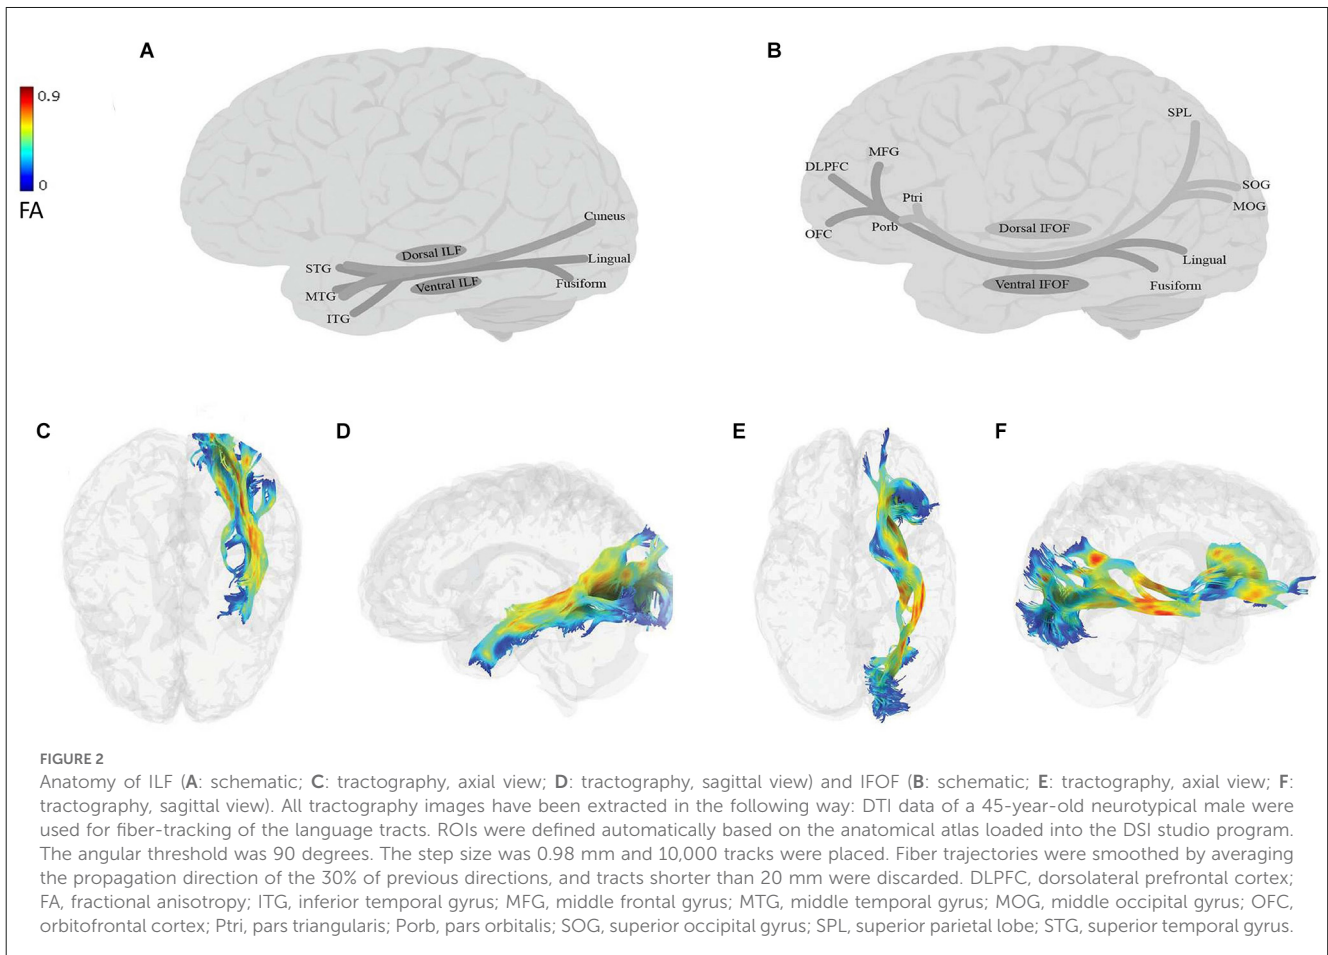 A
B
0.9
0
FA
Cuneus
Dorsal ILF
STG
Lingual
Ventral ILF
Fusiform
MTG
ITG
SPL
MFG
DLPFC
SOG
Ptri
MOG
Porb
OFC
Dorsal IFOF
Lingual
Ventral IFOF
Fusiform
C
D
E
F
FIGURE 2
Anatomy of ILF (A: schematic; C: tractography, axial view; D: tractography, sagittal view) and IFOF (B: schematic; E: tractography, axial view; F:
tractography, sagittal view). All tractography images have been extracted in the following way: DTI data of a 45-year-old neurotypical male were
used for fiber-tracking of the language tracts. ROIs were defined automatically based on the anatomical atlas loaded into the DSI studio program.
The angular threshold was 90 degrees. The step size was 0.98 mm and 10,000 tracks were placed. Fiber trajectories were smoothed by averaging
the propagation direction of the 30% of previous directions, and tracts shorter than 20 mm were discarded. DLPFC, dorsolateral prefrontal cortex;
FA, fractional anisotropy; ITG, inferior temporal gyrus; MFG, middle frontal gyrus; MTG, middle temporal gyrus; MOG, middle occipital gyrus; OFC,
orbitofrontal cortex; Ptri, pars triangularis; Porb, pars orbitalis; SOG, superior occipital gyrus; SPL, superior parietal lobe; STG, superior temporal gyrus.